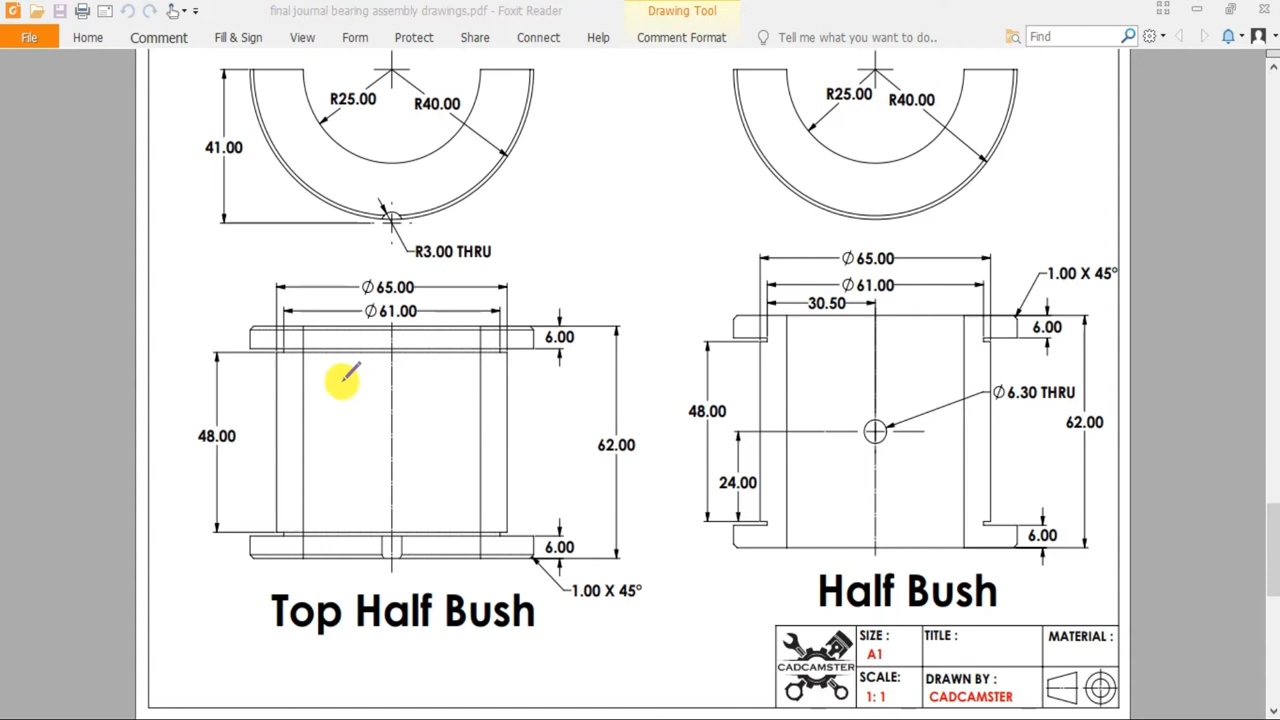 final journal bearing assembly drawings.pdf - Foxit Reader
Drawing Tool
File Home Comment Fill & Sign View Form Protect Share Connect Help Comment Format Tell me what you want to do.. Find
R25.00
R40.00
41.00
R3.00 THRU
R25.00
R40.00
Ø 65.00
Ø 61.00
6.00
48.00
62.00
6.00
1.00 X 45°
Top Half Bush
Ø 65.00
Ø 61.00
30.50
1.00 X 45°
6.00
Ø 6.30 THRU
48.00
62.00
24.00
6.00
Half Bush
CADCAMSTER
SIZE :
A1
TITLE :
MATERIAL :
SCALE:
1: 1
DRAWN BY :
CADCAMSTER